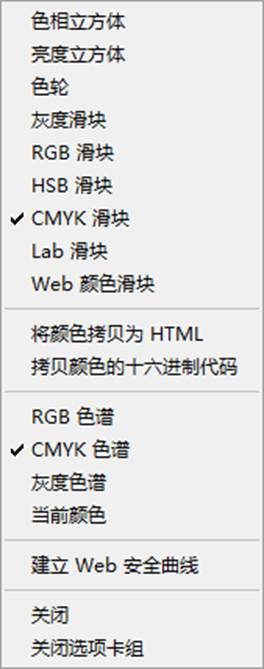 色相立方体
亮度立方体
色轮
灰度滑块
RGB 滑块
HSB 滑块
CMYK 滑块
Lab 滑块
Web 颜色滑块
将颜色拷贝为 HTML
拷贝颜色的十六进制代码
RGB 色谱
CMYK 色谱
灰度色谱
当前颜色
建立 Web 安全曲线
关闭
关闭选项卡组